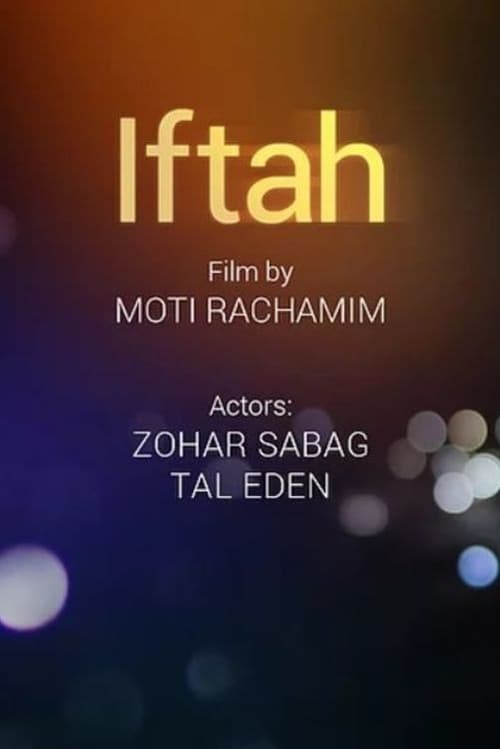 Iftah
Film by
MOTI RACHAMIM
Actors:
ZOHAR SABAG
TAL EDEN